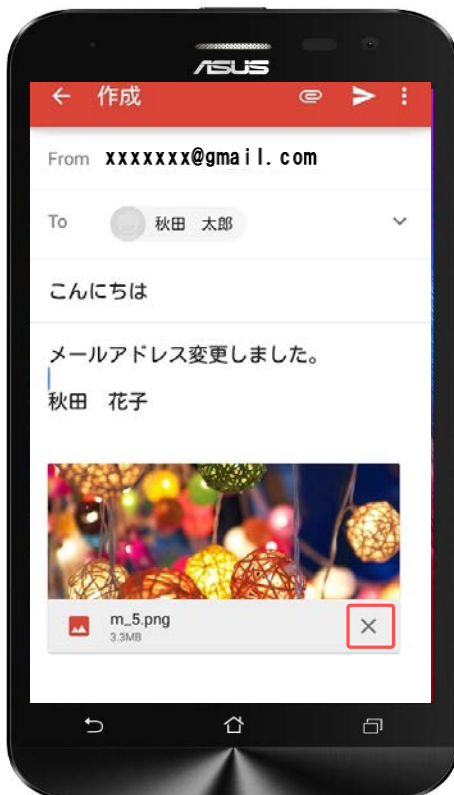 ASUS
作成
From xxxxxxx@gmail.com
To 秋田 太郎
こんにちは
メールアドレス変更しました。
秋田 花子
m_5.png
3.3MB